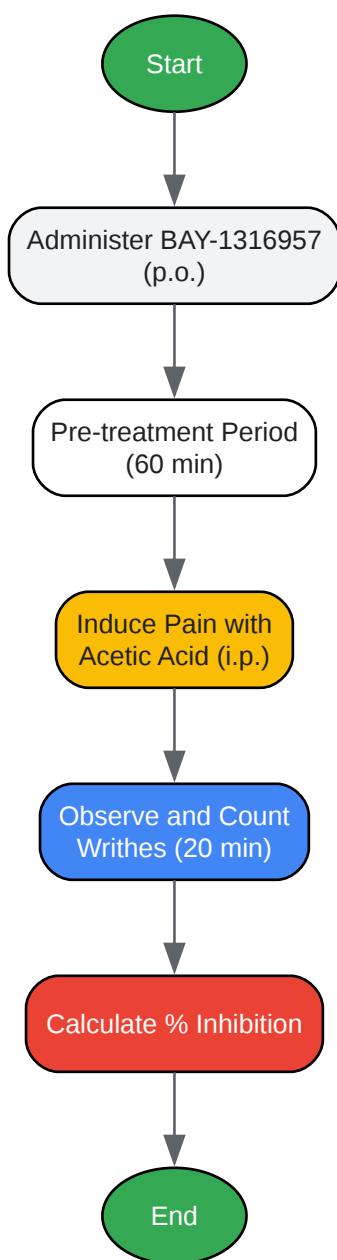 Start
Administer BAY-1316957
(p.o.)
Pre-treatment Period
(60 min)
Induce Pain with
Acetic Acid (i.p.)
Observe and Count
Writhes (20 min)
Calculate % Inhibition
End